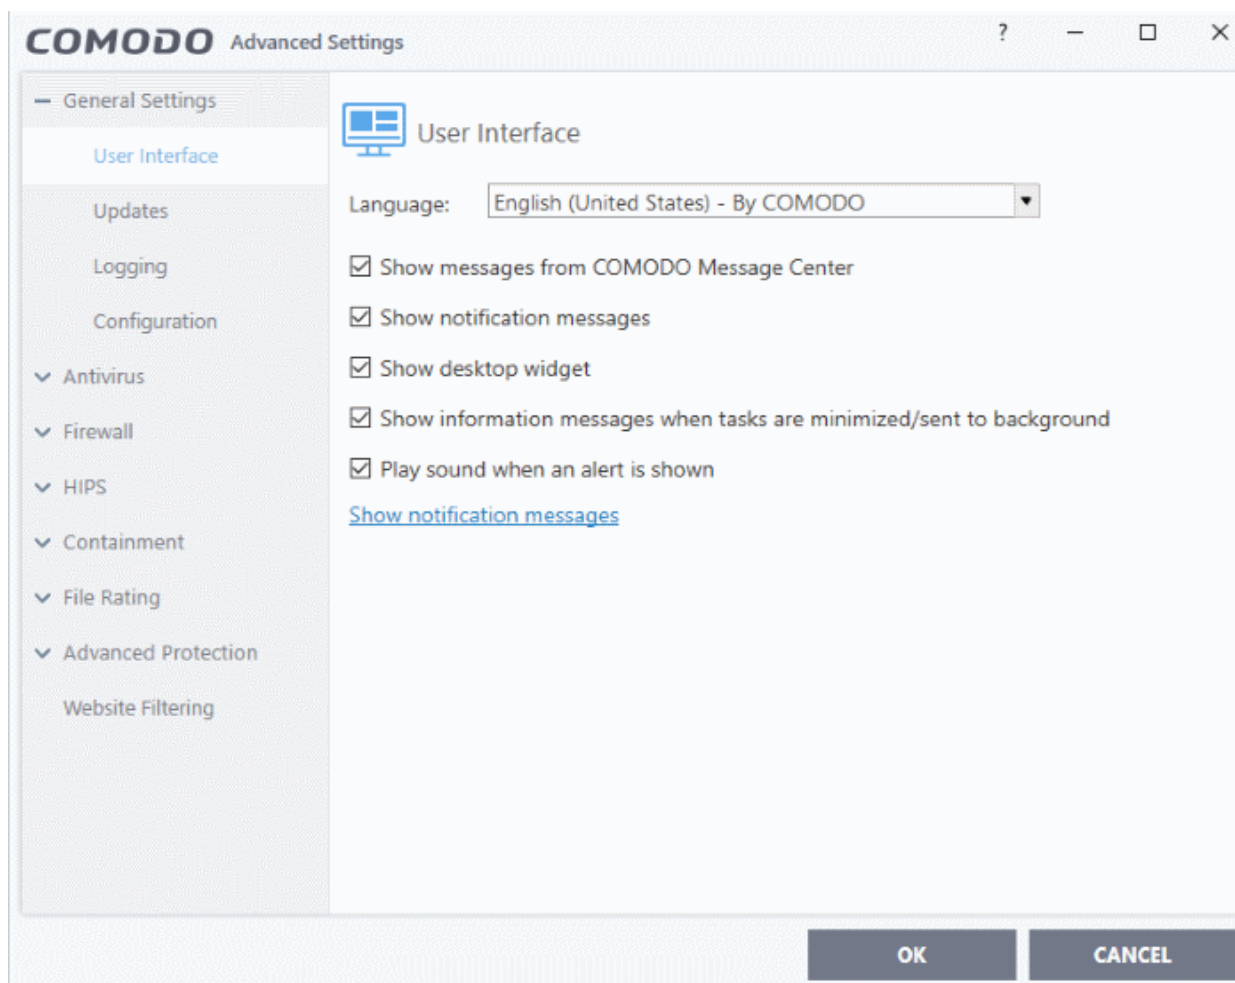 COMODO Advanced Settings ?
General Settings
User Interface
Updates
Logging
Configuration
Antivirus
Firewall
HIPS
Containment
File Rating
Advanced Protection
Website Filtering
User Interface
Language: English (United States) - By COMODO
Show messages from COMODO Message Center
Show notification messages
Show desktop widget
Show information messages when tasks are minimized/sent to background
Play sound when an alert is shown
Show notification messages
OK CANCEL